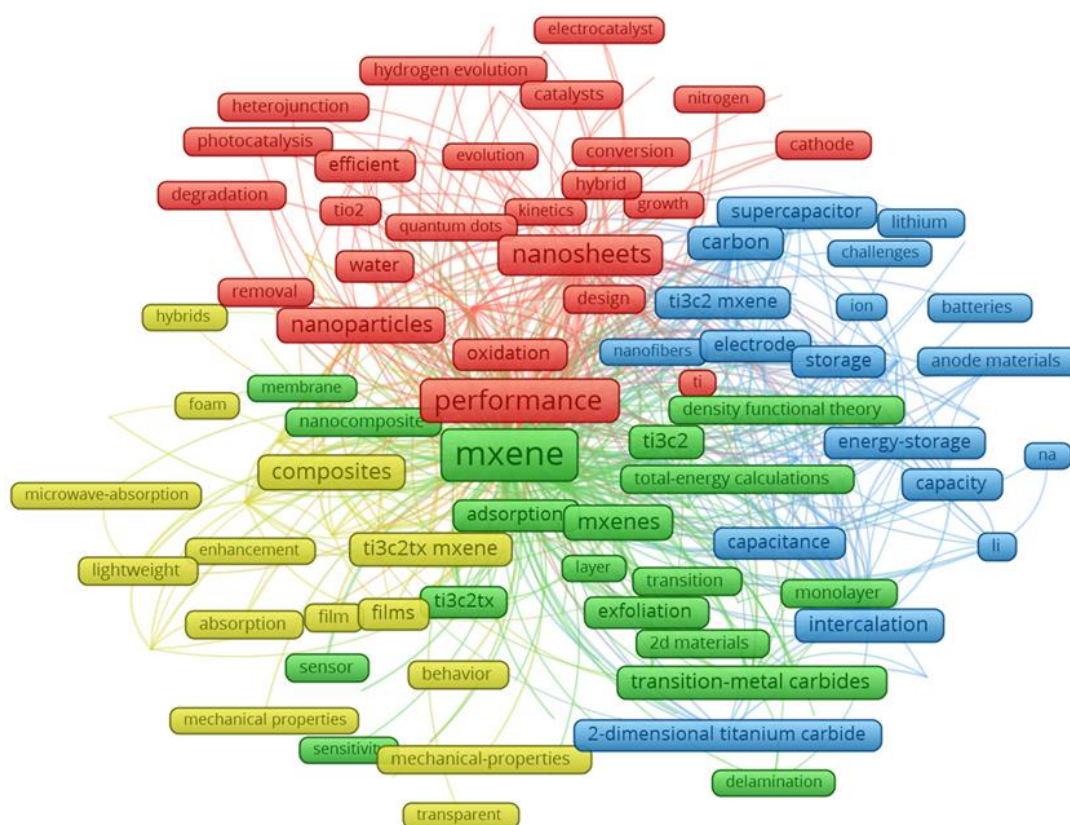 electrocatalyst
hydrogen evolution
catalysts
nitrogen
heterojunction
photocatalysis
efficient
evolution
conversion
cathode
degradation
tio2
quantum dots
kinetics
hybrid
growth
supercapacitor
lithium
water
nanosheets
carbon
challenges
removal
design
ti3c2 mxene
ion
batteries
hybrids
nanoparticles
oxidation
nanofibers
electrode
storage
anode materials
membrane
performance
ti
foam
nanocomposite
density functional theory
mxene
ti3c2
energy-storage
na
composites
total-energy calculations
capacity
microwave-absorption
adsorption
mxenes
enhancement
ti3c2tx mxene
capacitance
li
lightweight
layer
transition
monolayer
absorption
film
films
ti3c2tx
exfoliation
intercalation
2d materials
sensor
behavior
transition-metal carbides
mechanical properties
sensitivity
mechanical-properties
2-dimensional titanium carbide
delamination
transparent